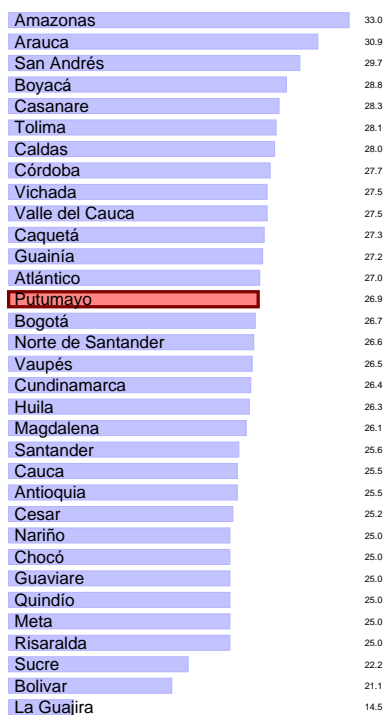 Amazonas 33.0
Arauca 30.9
San Andrés 29.7
Boyacá 28.8
Casanare 28.3
Tolima 28.1
Caldas 28.0
Córdoba 27.7
Vichada 27.5
Valle del Cauca 27.5
Caquetá 27.3
Guainía 27.2
Atlántico 27.0
Putumayo 26.9
Bogotá 26.7
Norte de Santander 26.6
Vaupés 26.5
Cundinamarca 26.4
Huila 26.3
Magdalena 26.1
Santander 25.6
Cauca 25.5
Antioquia 25.5
Cesar 25.2
Nariño 25.0
Chocó 25.0
Guaviare 25.0
Quindío 25.0
Meta 25.0
Risaralda 25.0
Sucre 22.2
Bolivar 21.1
La Guajira 14.5